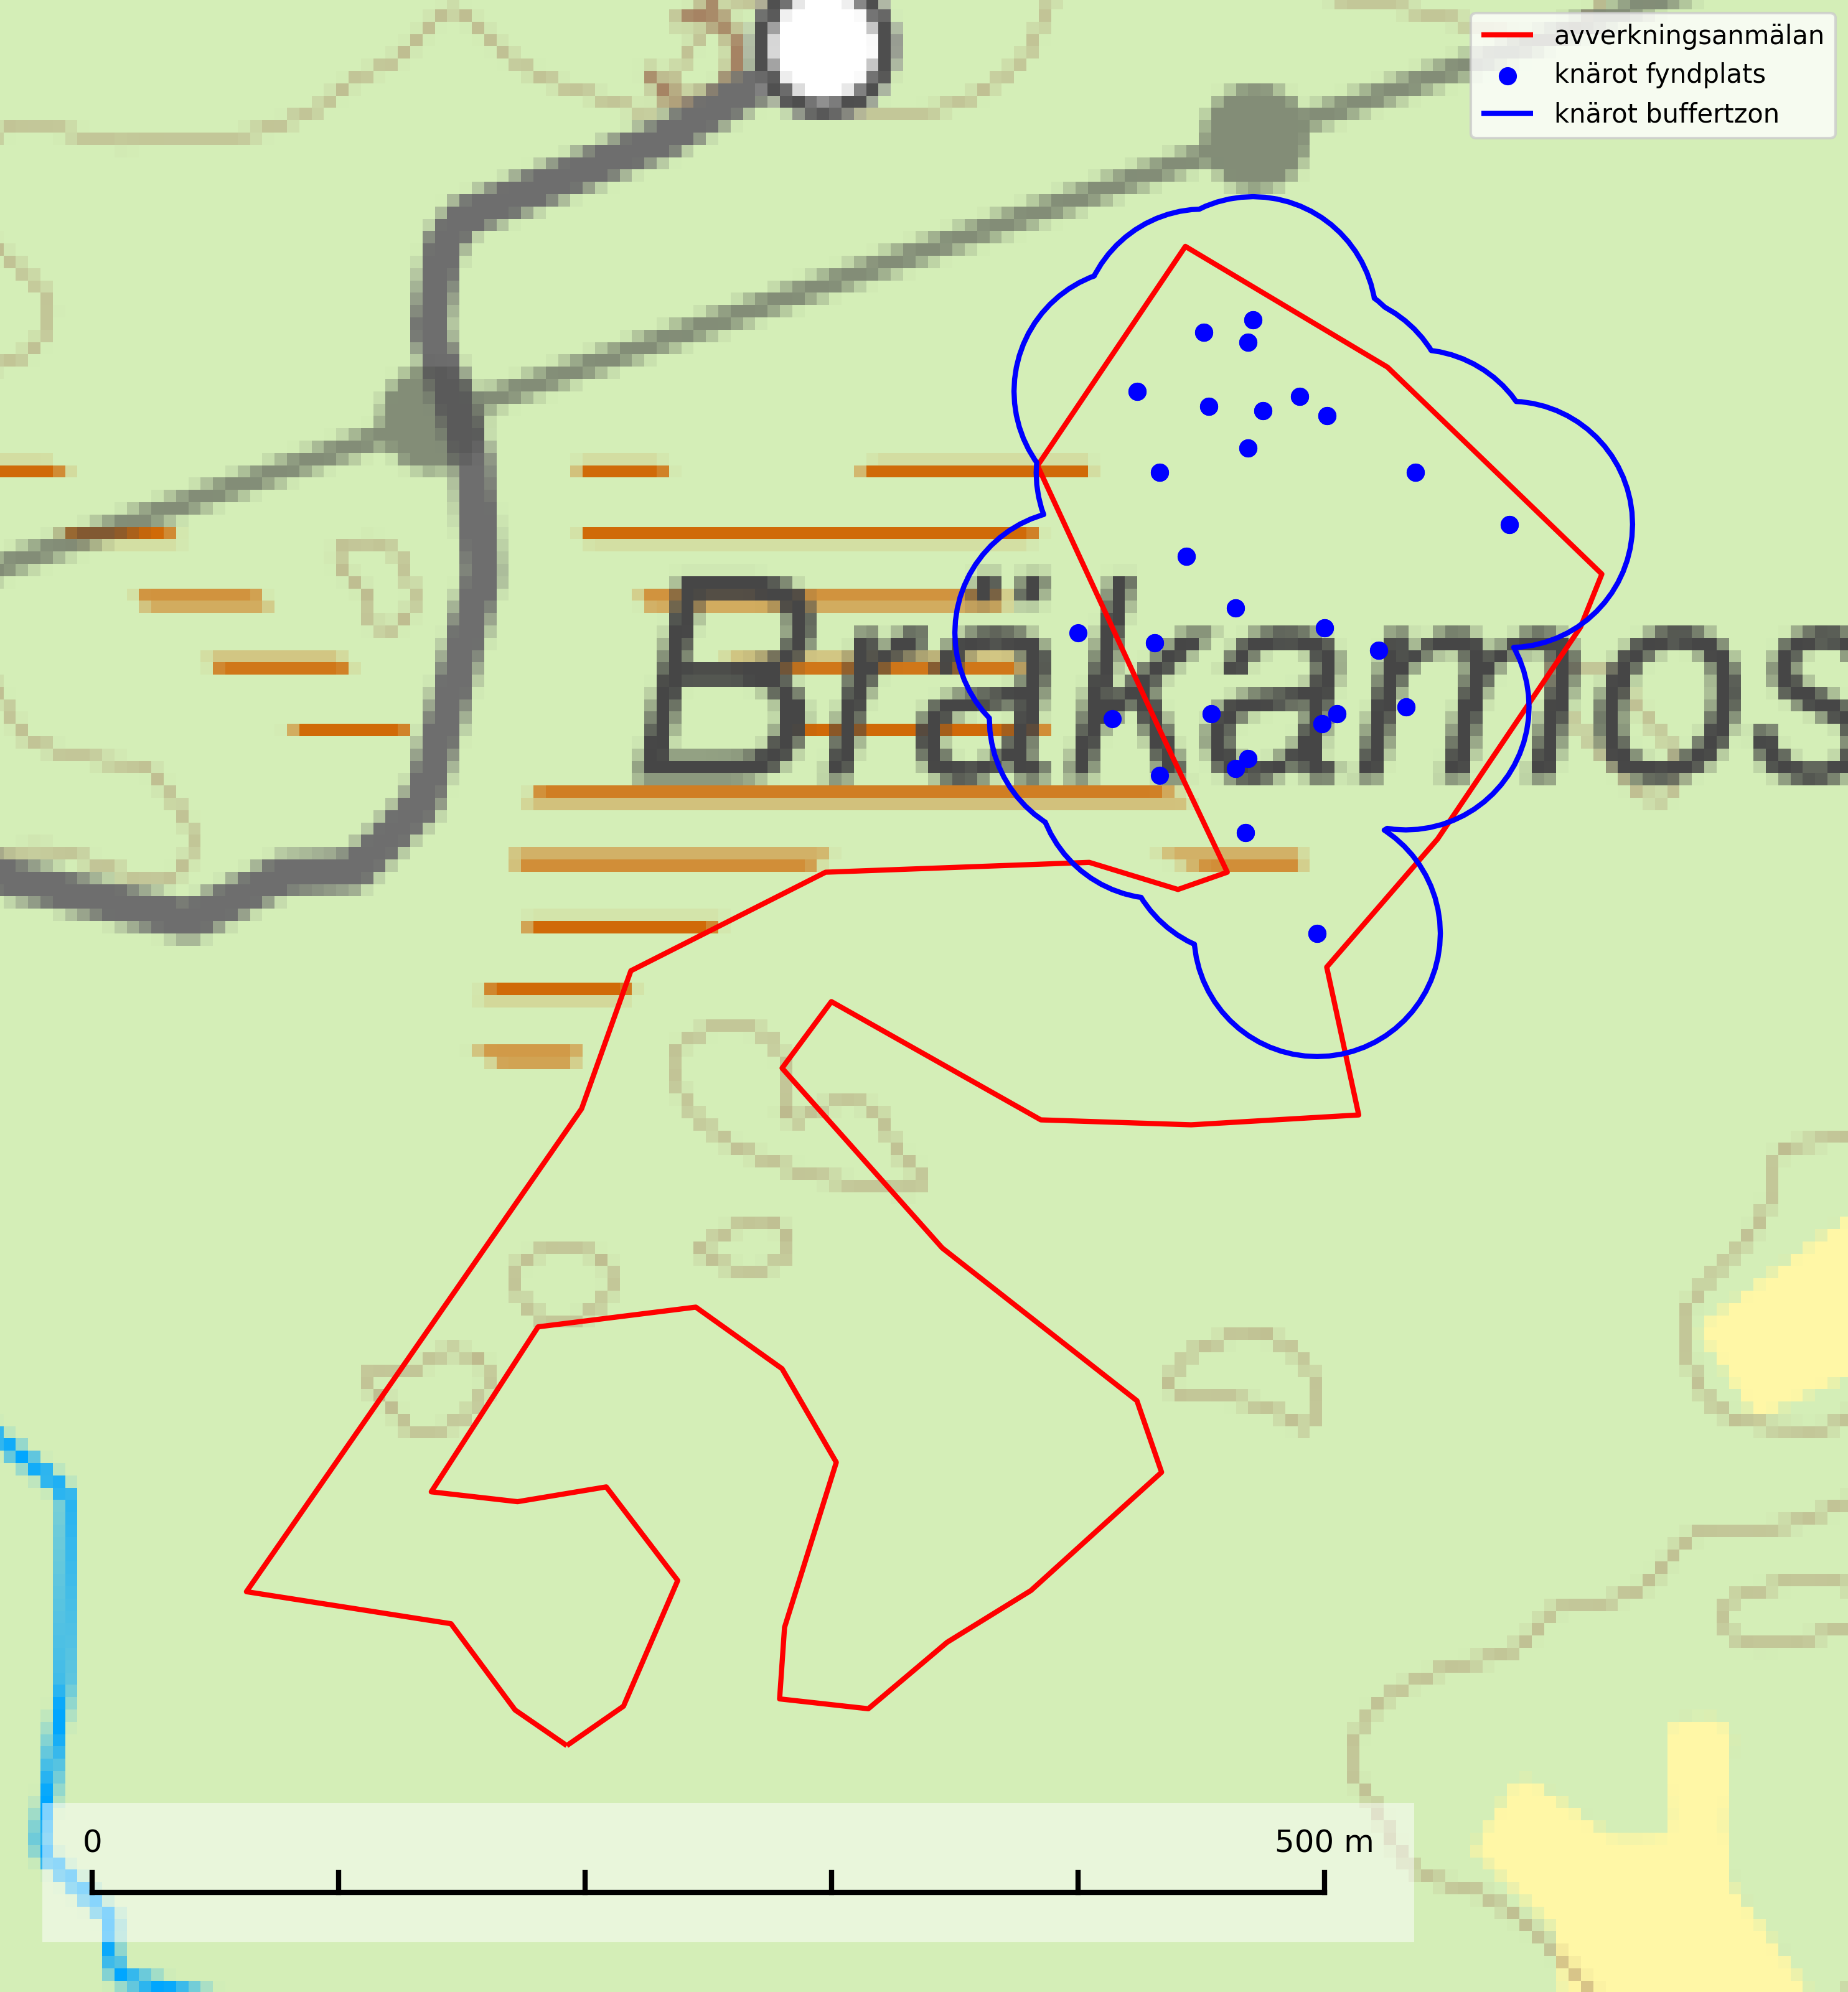 avverkningsanmälan
knärot fyndplats
knärot buffertzon
Bräkamos
0 500 m